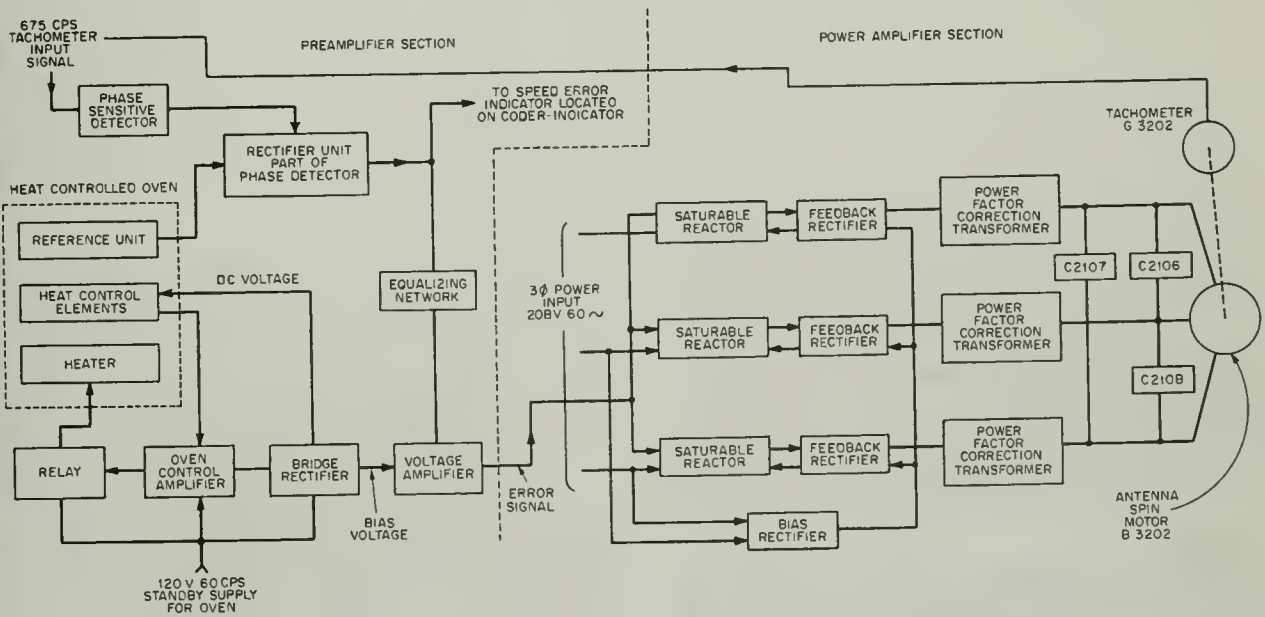 675 CPS
TACHOMETER
INPUT
SIGNAL
PREAMPLIFIER SECTION
POWER AMPLIFIER SECTION
PHASE
SENSITIVE
DETECTOR
TO SPEED ERROR
INDICATOR LOCATED
ON CODER-INDICATOR
TACHOMETER
G 3202
RECTIFIER UNIT
PART OF
PHASE DETECTOR
HEAT CONTROLLED OVEN
REFERENCE UNIT
HEAT CONTROL
ELEMENTS
HEATER
DC VOLTAGE
EQUALIZING
NETWORK
3Φ POWER
INPUT
208V 60~
SATURABLE
REACTOR
FEEDBACK
RECTIFIER
POWER
FACTOR
CORRECTION
TRANSFORMER
C2107
C2106
SATURABLE
REACTOR
FEEDBACK
RECTIFIER
POWER
FACTOR
CORRECTION
TRANSFORMER
C2108
SATURABLE
REACTOR
FEEDBACK
RECTIFIER
POWER
FACTOR
CORRECTION
TRANSFORMER
RELAY
OVEN
CONTROL
AMPLIFIER
BRIDGE
RECTIFIER
VOLTAGE
AMPLIFIER
BIAS
VOLTAGE
ERROR
SIGNAL
BIAS
RECTIFIER
ANTENNA
SPIN
MOTOR
B 3202
120 V 60 CPS
STANDBY SUPPLY
FOR OVEN